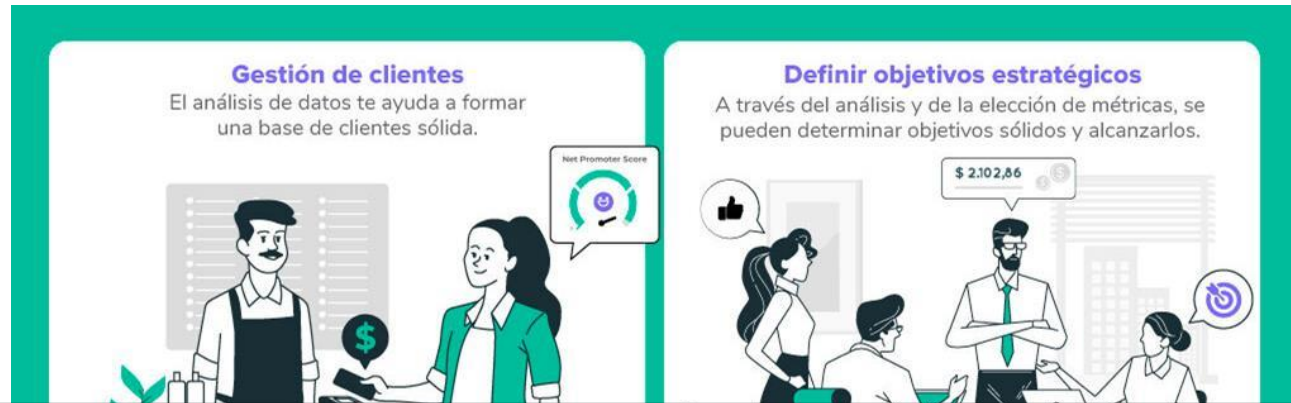 Gestión de clientes
El análisis de datos te ayuda a formar
una base de clientes sólida.
Net Promoter Score
$
Definir objetivos estratégicos
A través del análisis y de la elección de métricas, se
pueden determinar objetivos sólidos y alcanzarlos.
$ 2.102,86